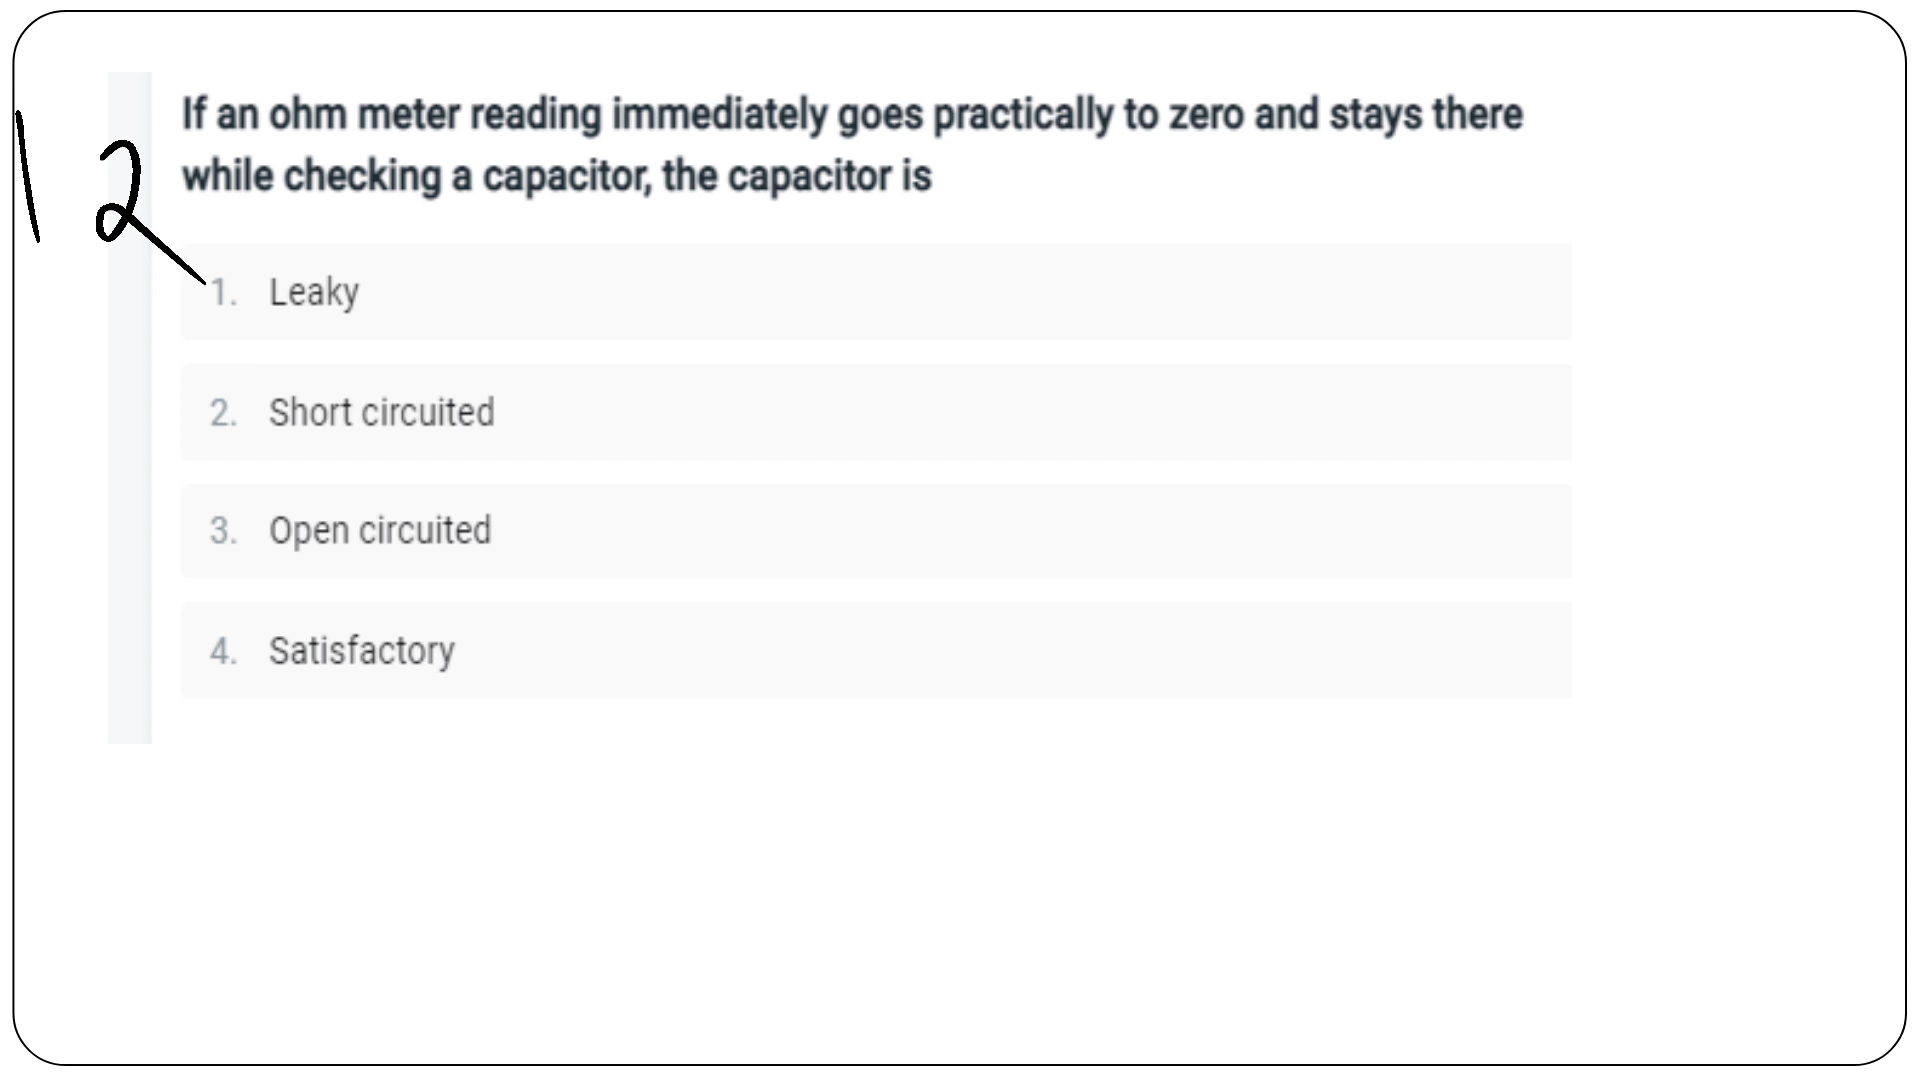 12
If an ohm meter reading immediately goes practically to zero and stays there
while checking a capacitor, the capacitor is
1. Leaky
2. Short circuited
3. Open circuited
4. Satisfactory